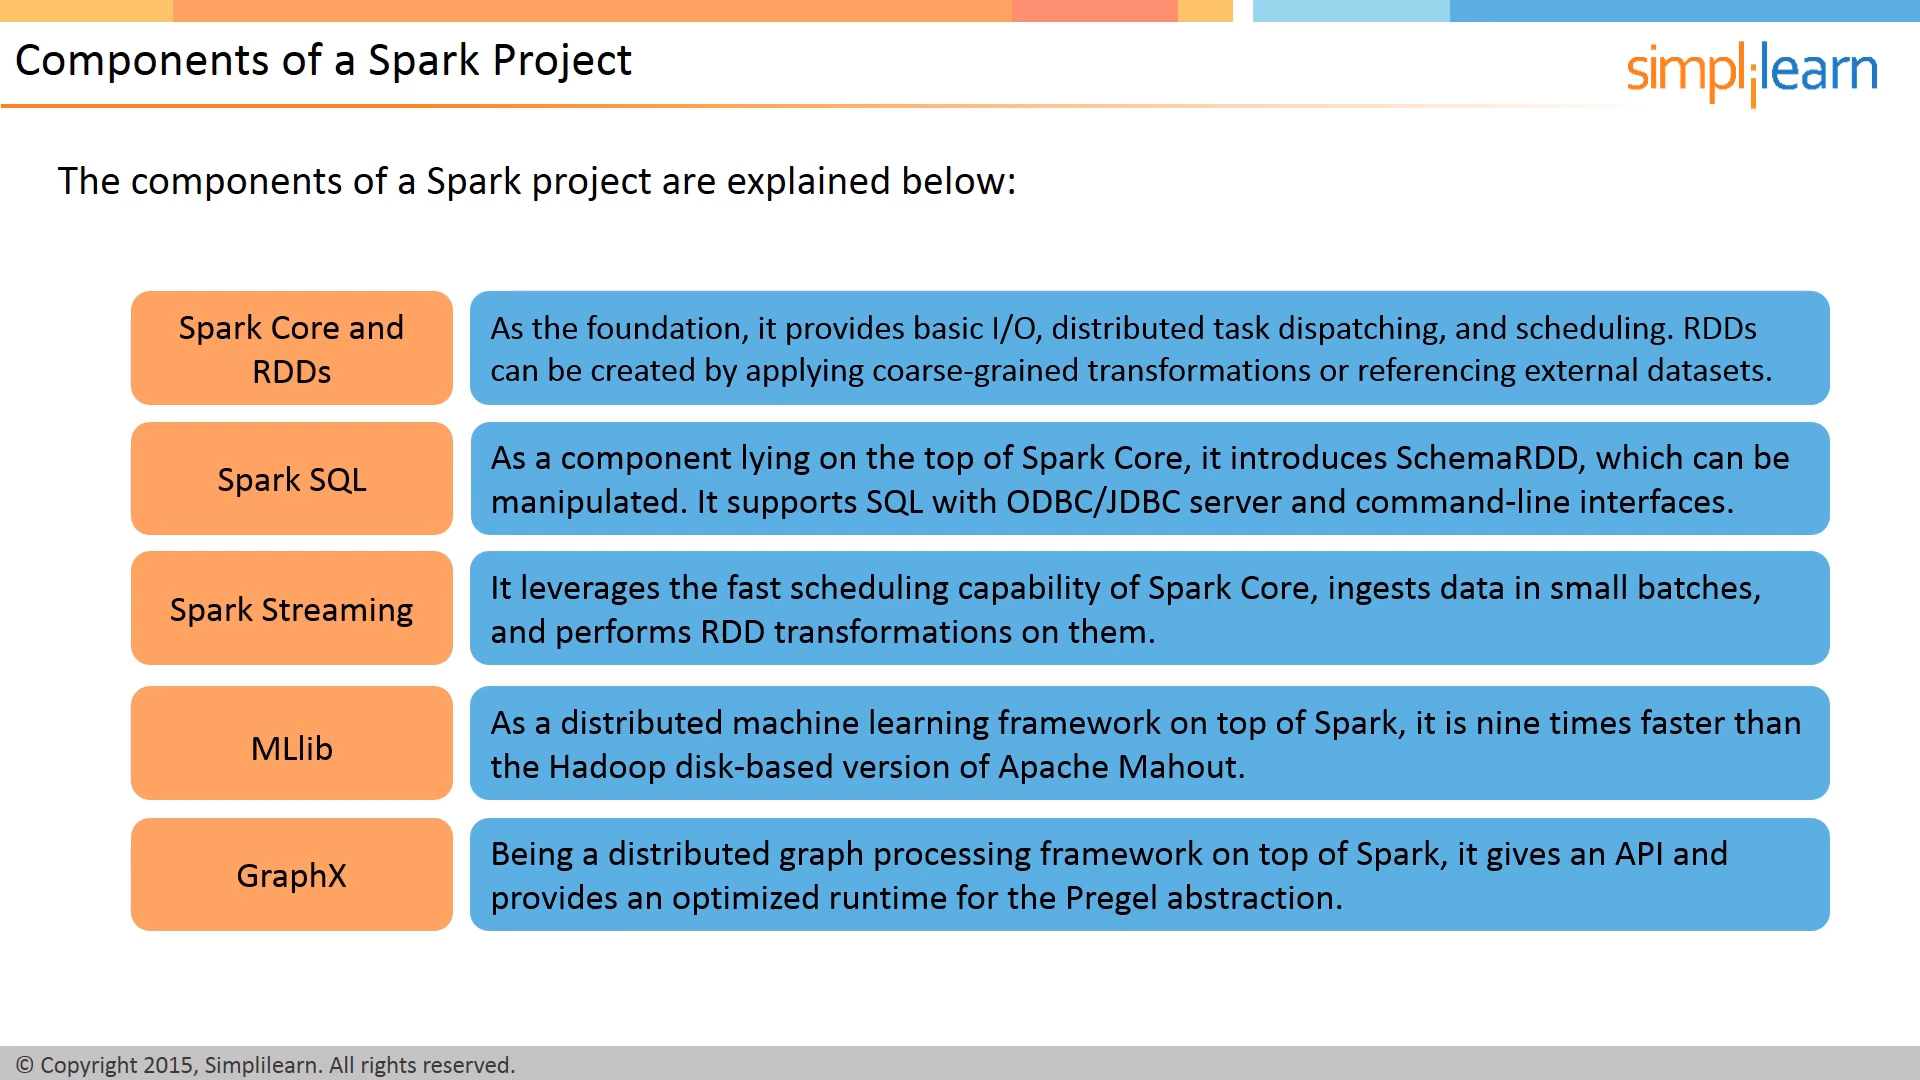 Components of a Spark Project
simplilearn
The components of a Spark project are explained below:
Spark Core and
RDDs
As the foundation, it provides basic I/O, distributed task dispatching, and scheduling. RDDs
can be created by applying coarse-grained transformations or referencing external datasets.
Spark SQL
As a component lying on the top of Spark Core, it introduces SchemaRDD, which can be
manipulated. It supports SQL with ODBC/JDBC server and command-line interfaces.
Spark Streaming
It leverages the fast scheduling capability of Spark Core, ingests data in small batches,
and performs RDD transformations on them.
MLlib
As a distributed machine learning framework on top of Spark, it is nine times faster than
the Hadoop disk-based version of Apache Mahout.
GraphX
Being a distributed graph processing framework on top of Spark, it gives an API and
provides an optimized runtime for the Pregel abstraction.
© Copyright 2015, Simplilearn. All rights reserved.